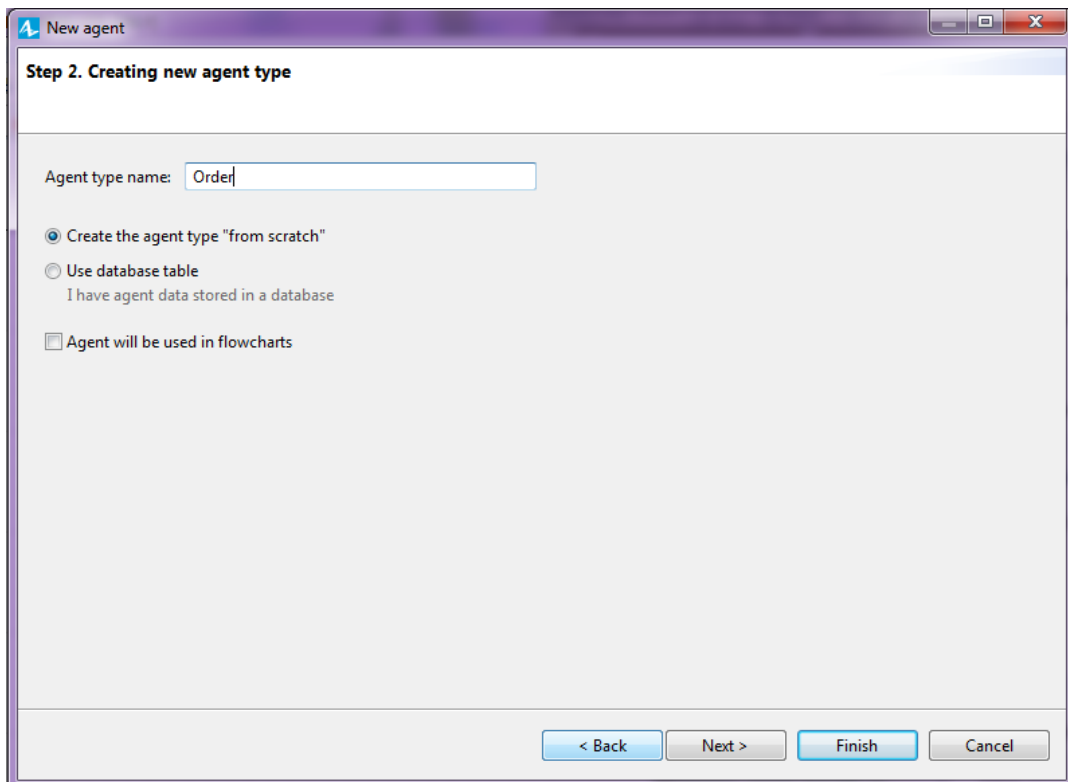 New agent
Step 2. Creating new agent type
Agent type name: Order
Create the agent type "from scratch"
Use database table
I have agent data stored in a database
Agent will be used in flowcharts
< Back Next > Finish Cancel